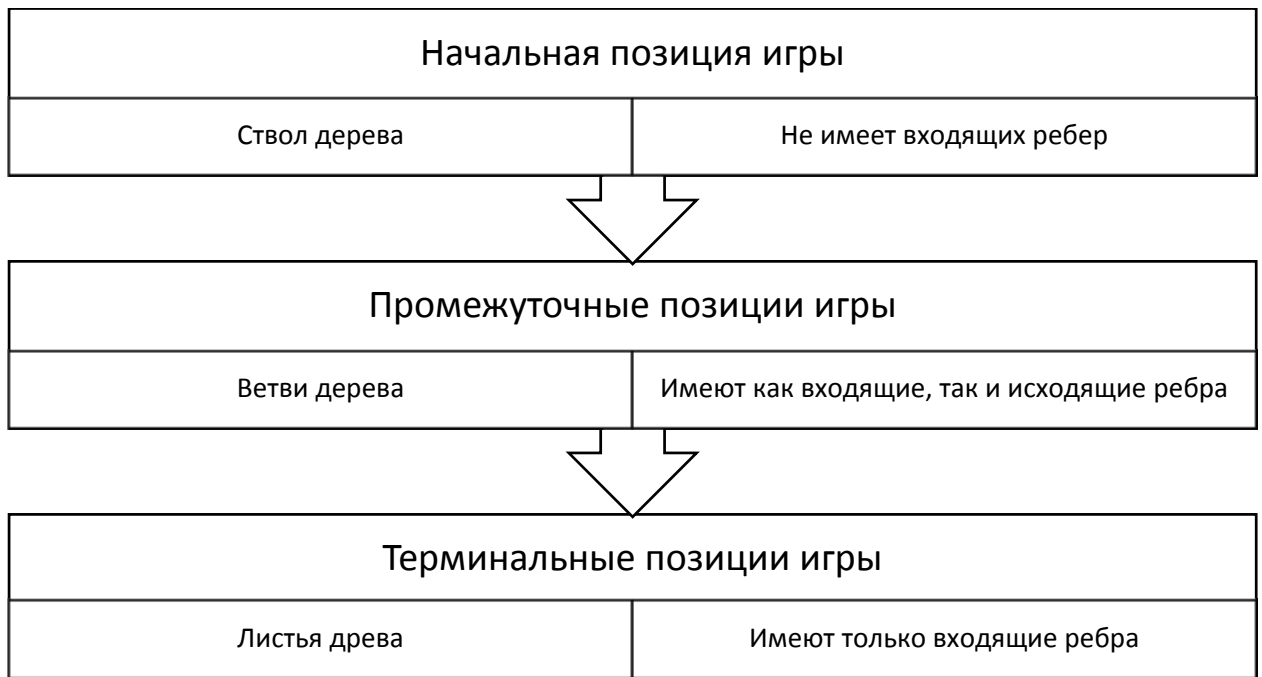 Начальная позиция игры
Ствол дерева
Не имеет входящих ребер
Промежуточные позиции игры
Ветви дерева
Имеют как входящие, так и исходящие ребра
Терминальные позиции игры
Листья древа
Имеют только входящие ребра